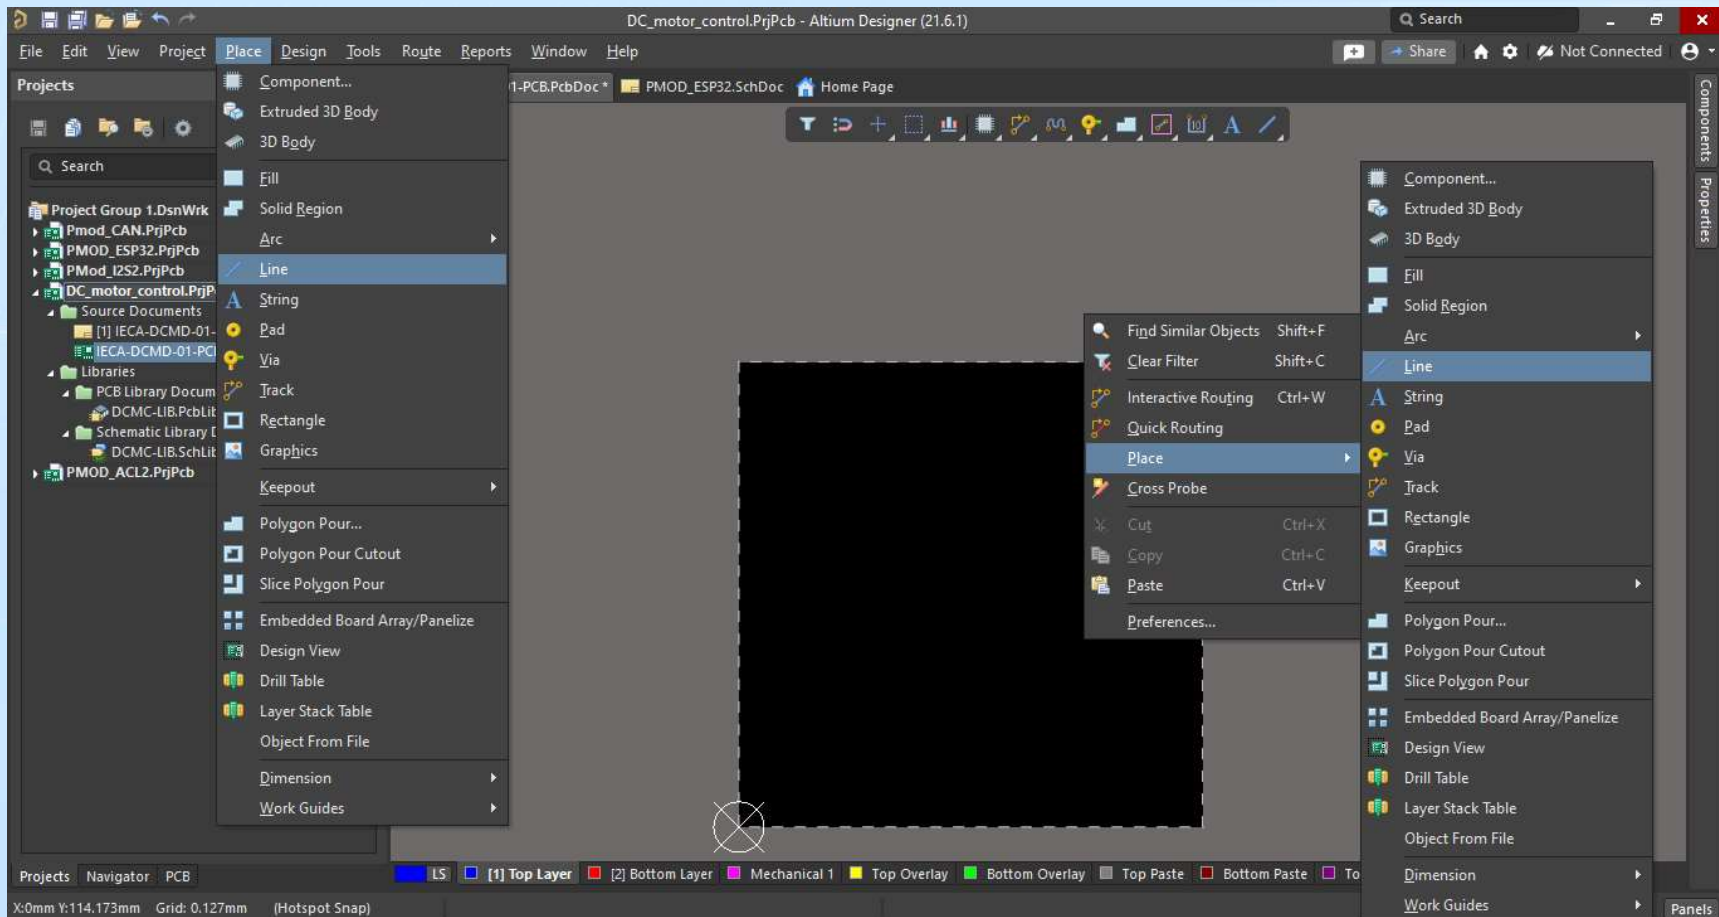 DC_motor_control.PrjPcb - Altium Designer (21.6.1)
Search
File Edit View Project Place Design Tools Route Reports Window Help
Share Not Connected
Projects
1-PCB.PcbDoc * PMOD_ESP32.SchDoc Home Page
Search
Project Group 1.DsnWrk
Pmod_CAN.PrjPcb
PMOD_ESP32.PrjPcb
PMod_I2S2.PrjPcb
DC_motor_control.PrjP
Source Documents
[1] IECA-DCMD-01-
IECA-DCMD-01-PC
Libraries
PCB Library Docum
DCMC-LIB.PcbLib
Schematic Library D
DCMC-LIB.SchLib
PMOD_ACL2.PrjPcb
Component...
Extruded 3D Body
3D Body
Fill
Solid Region
Arc
Line
String
Pad
Via
Track
Rectangle
Graphics
Keepout
Polygon Pour...
Polygon Pour Cutout
Slice Polygon Pour
Embedded Board Array/Panelize
Design View
Drill Table
Layer Stack Table
Object From File
Dimension
Work Guides
10
A
Find Similar Objects Shift+F
Clear Filter Shift+C
Interactive Routing Ctrl+W
Quick Routing
Place
Cross Probe
Cut Ctrl+X
Copy Ctrl+C
Paste Ctrl+V
Preferences...
Component...
Extruded 3D Body
3D Body
Fill
Solid Region
Arc
Line
String
Pad
Via
Track
Rectangle
Graphics
Keepout
Polygon Pour...
Polygon Pour Cutout
Slice Polygon Pour
Embedded Board Array/Panelize
Design View
Drill Table
Layer Stack Table
Object From File
Dimension
Work Guides
Components
Properties
Projects Navigator PCB
LS [1] Top Layer [2] Bottom Layer Mechanical 1 Top Overlay Bottom Overlay Top Paste Bottom Paste To
X:0mm Y:114.173mm Grid: 0.127mm (Hotspot Snap)
Panels